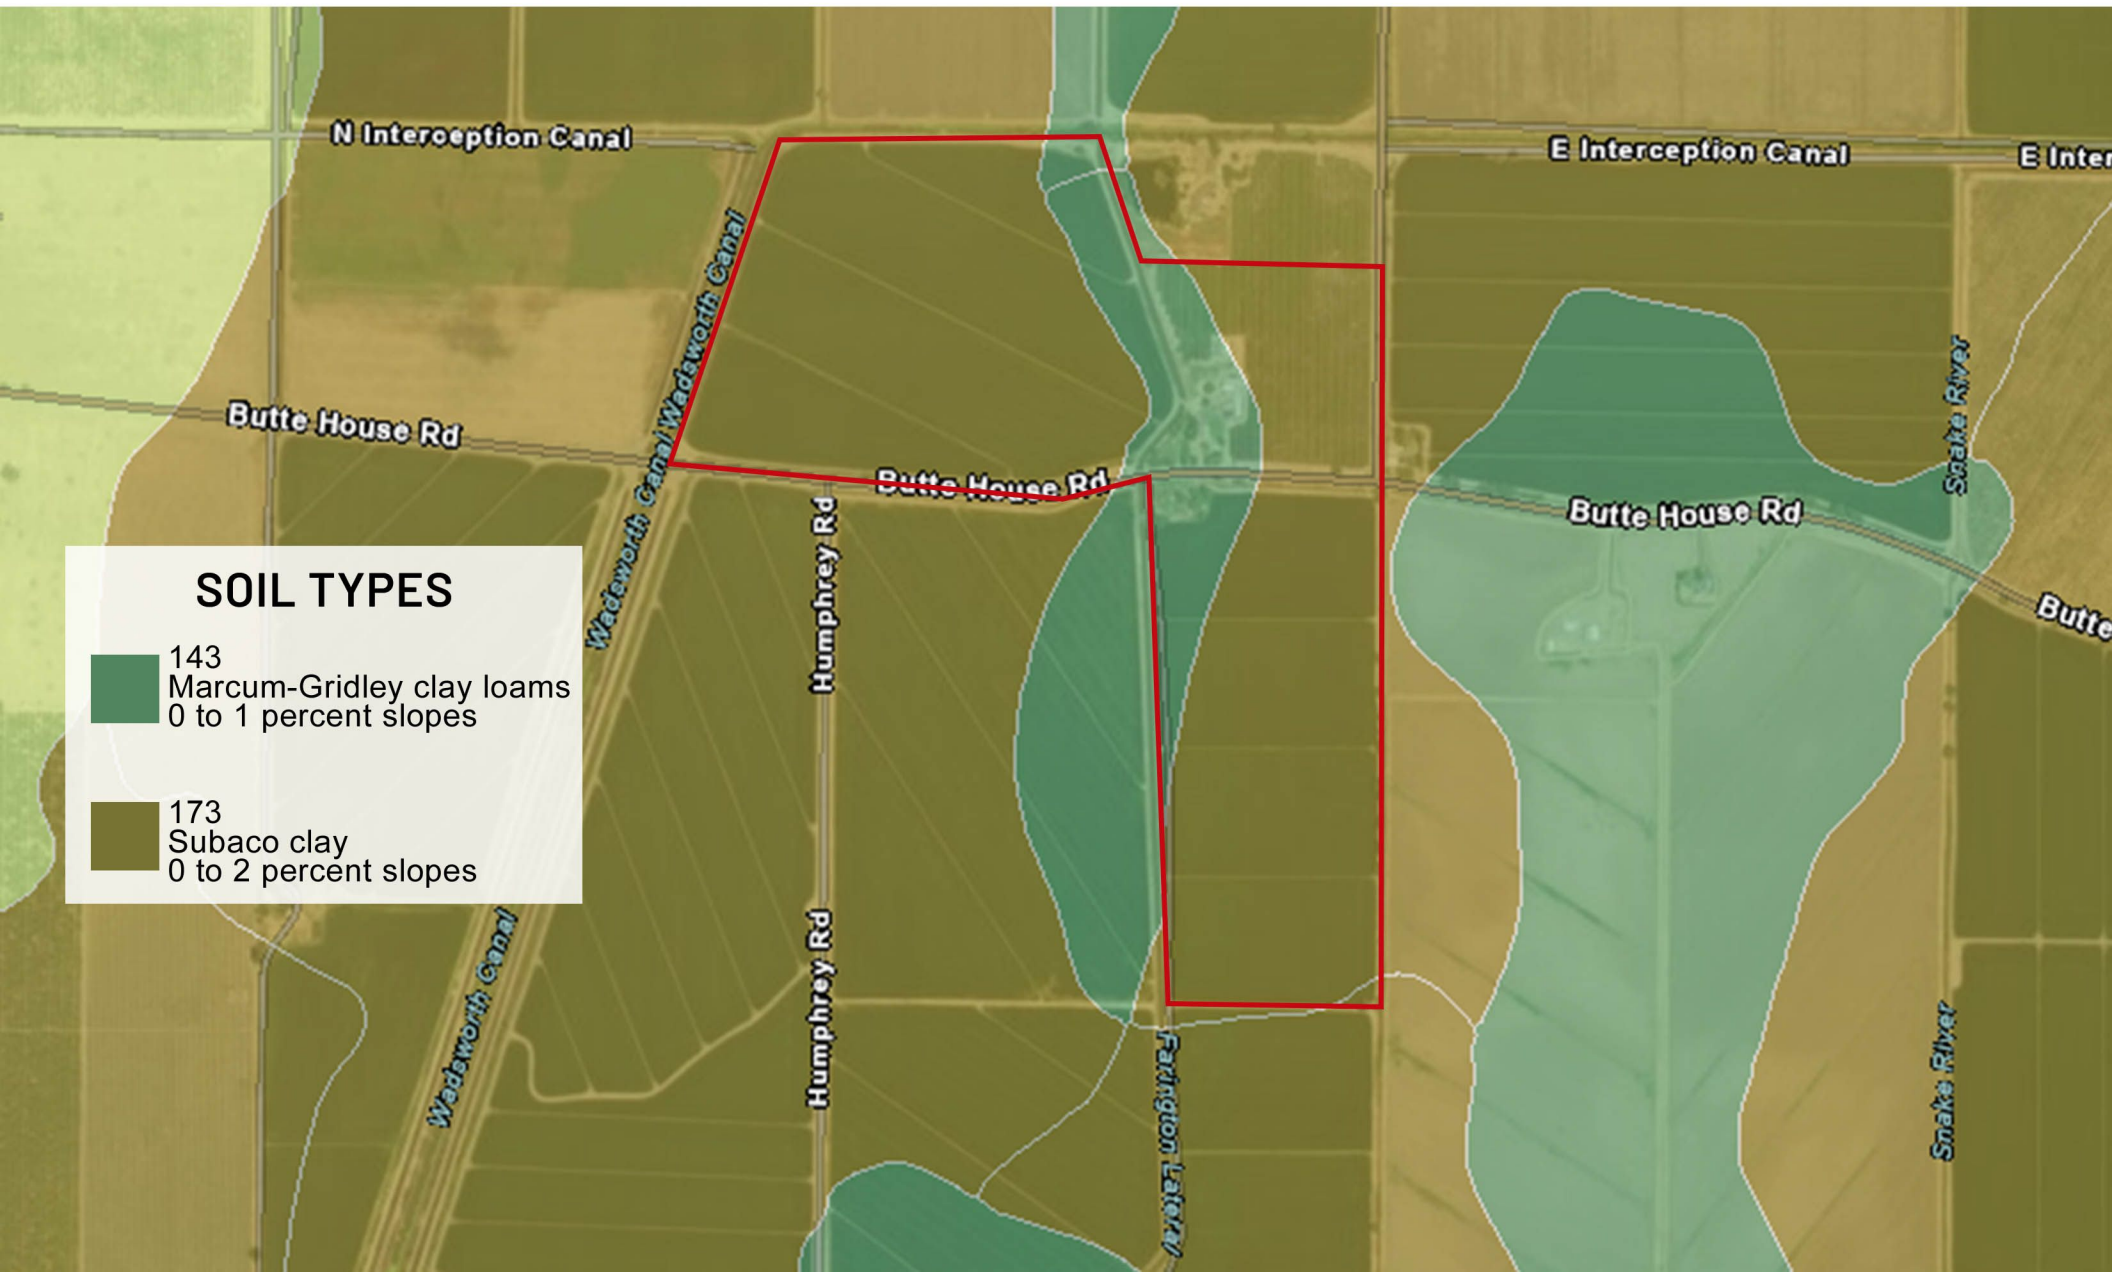 N Interception Canal
E Interception Canal
E Inter
Wadsworth Canal
Wadsworth Canal
Snake River
Butte House Rd
Butte House Rd
Butte House Rd
Butte
Wadsworth Canal
Humphrey Rd
SOIL TYPES
143
Marcum-Gridley clay loams
0 to 1 percent slopes
173
Subaco clay
0 to 2 percent slopes
Wadsworth Canal
Humphrey Rd
Farington Lateral
Snake River